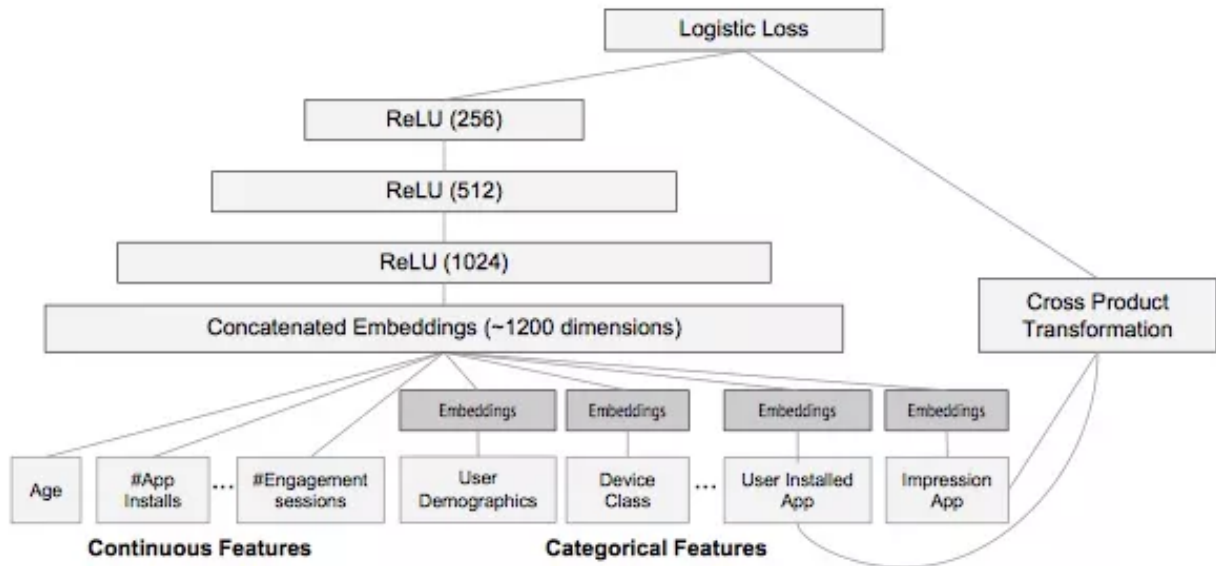 Logistic Loss
ReLU (256)
ReLU (512)
ReLU (1024)
Concatenated Embeddings (~1200 dimensions)
Cross Product
Transformation
Embeddings
Embeddings
Embeddings
Embeddings
Age
#App
Installs
...
#Engagement
sessions
User
Demographics
Device
Class
...
User Installed
App
Impression
App
Continuous Features
Categorical Features